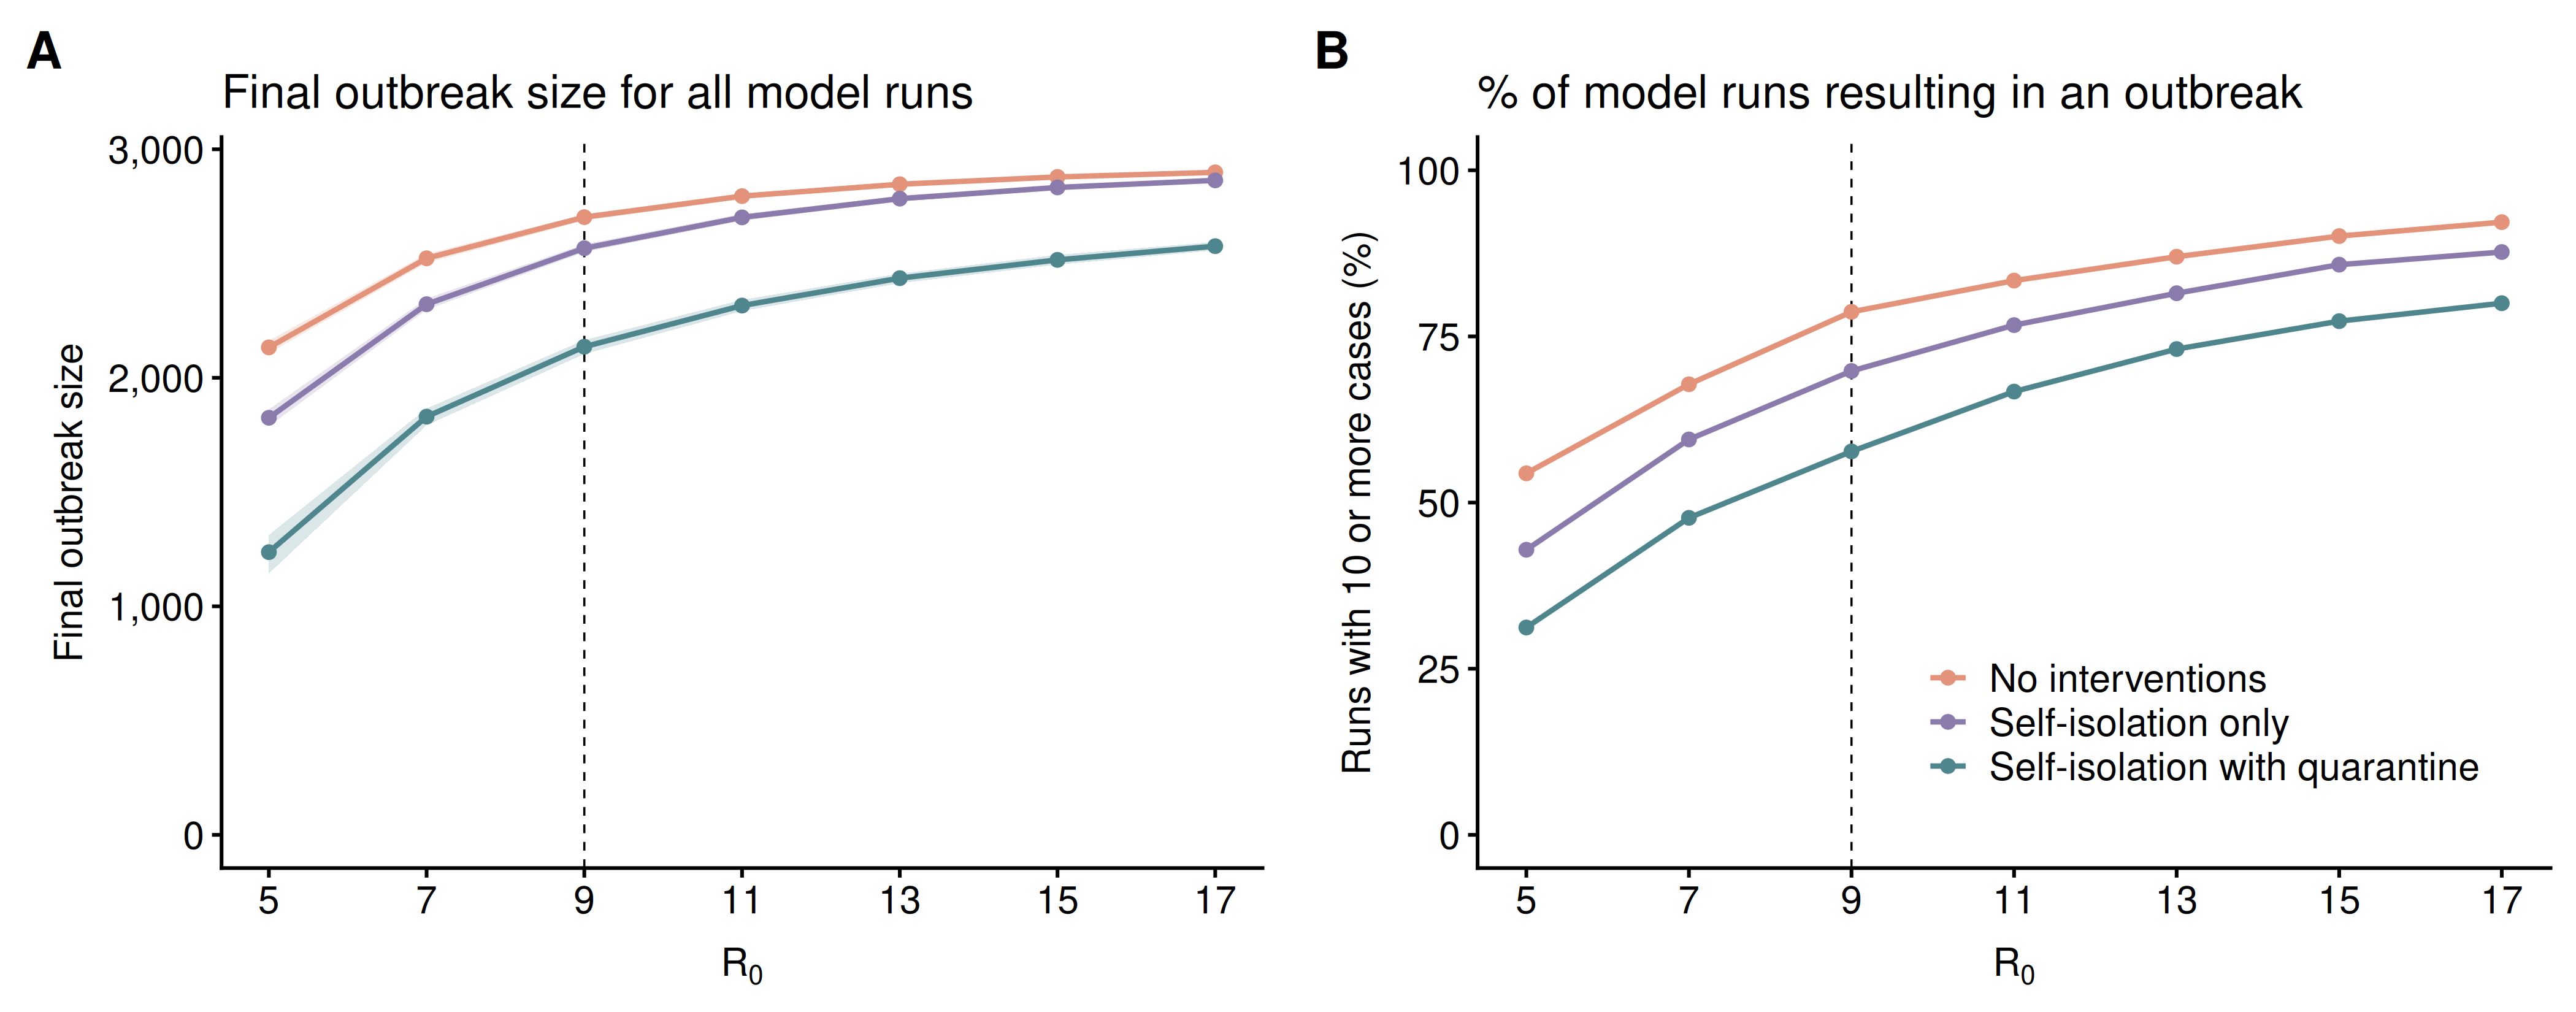 A
Final outbreak size for all model runs
3,000
2,000
1,000
0
Final outbreak size
5 7 9 11 13 15 17
R0
B
% of model runs resulting in an outbreak
100
75
50
25
0
Runs with 10 or more cases (%)
No interventions
Self-isolation only
Self-isolation with quarantine
5 7 9 11 13 15 17
R0